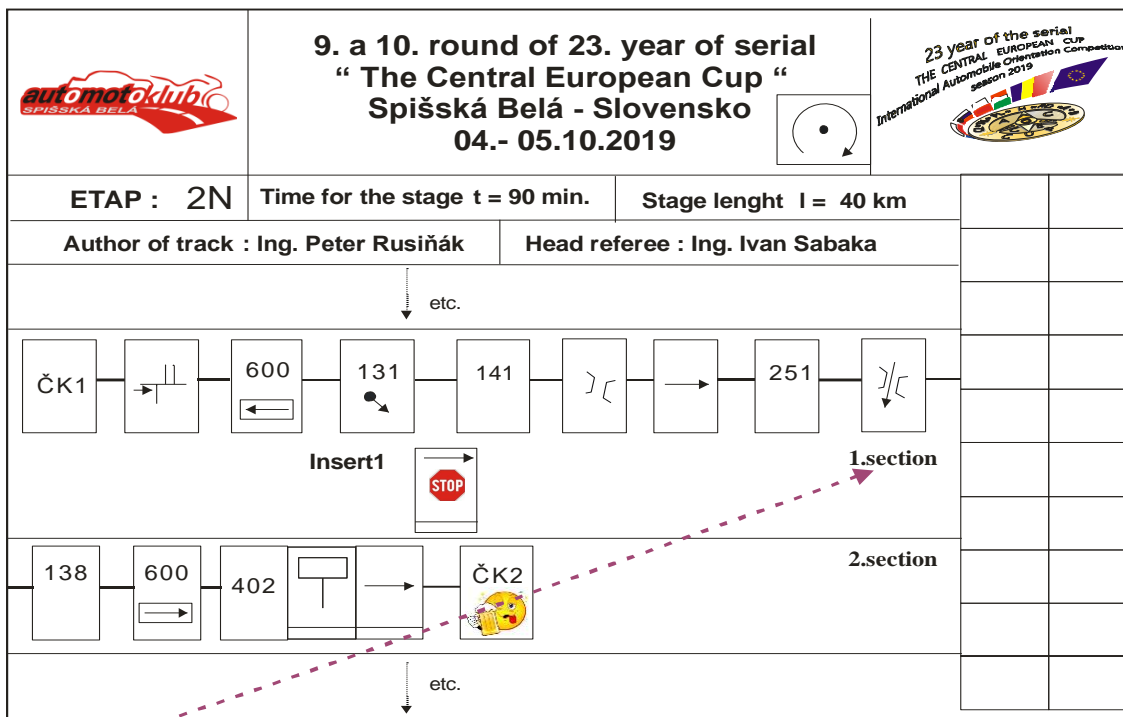 automotoklub
SPIŠSKÁ BELÁ
9. a 10. round of 23. year of serial
“ The Central European Cup “
Spišská Belá - Slovensko
04.- 05.10.2019
23 year of the serial
THE CENTRAL EUROPEAN CUP
International Automobile Orientation Competition
season 2019
ETAP : 2N
Time for the stage t = 90 min.
Stage lenght l = 40 km
Author of track : Ing. Peter Rusiňák
Head referee : Ing. Ivan Sabaka
etc.
ČK1
600
131
141
251
Insert1
STOP
1.section
138
600
402
ČK2
2.section
etc.